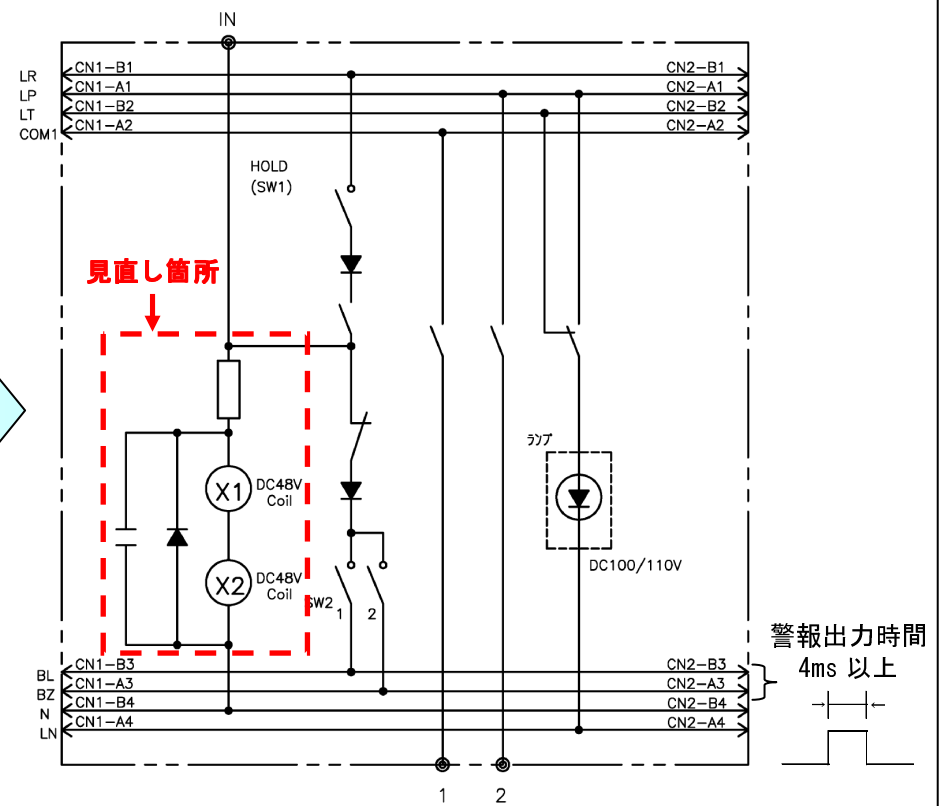 IN
LR CN1-B1 CN2-B1
LP CN1-A1 CN2-A1
LT CN1-B2 CN2-B2
COM1 CN1-A2 CN2-A2
HOLD
(SW1)
見直し箇所
ﾗﾝﾌﾟ
X1 DC48V
Coil
DC100/110V
X2 DC48V
Coil
SW2 1 2
警報出力時間
4ms 以上
BL CN1-B3 CN2-B3
BZ CN1-A3 CN2-A3
N CN1-B4 CN2-B4
LN CN1-A4 CN2-A4
1 2